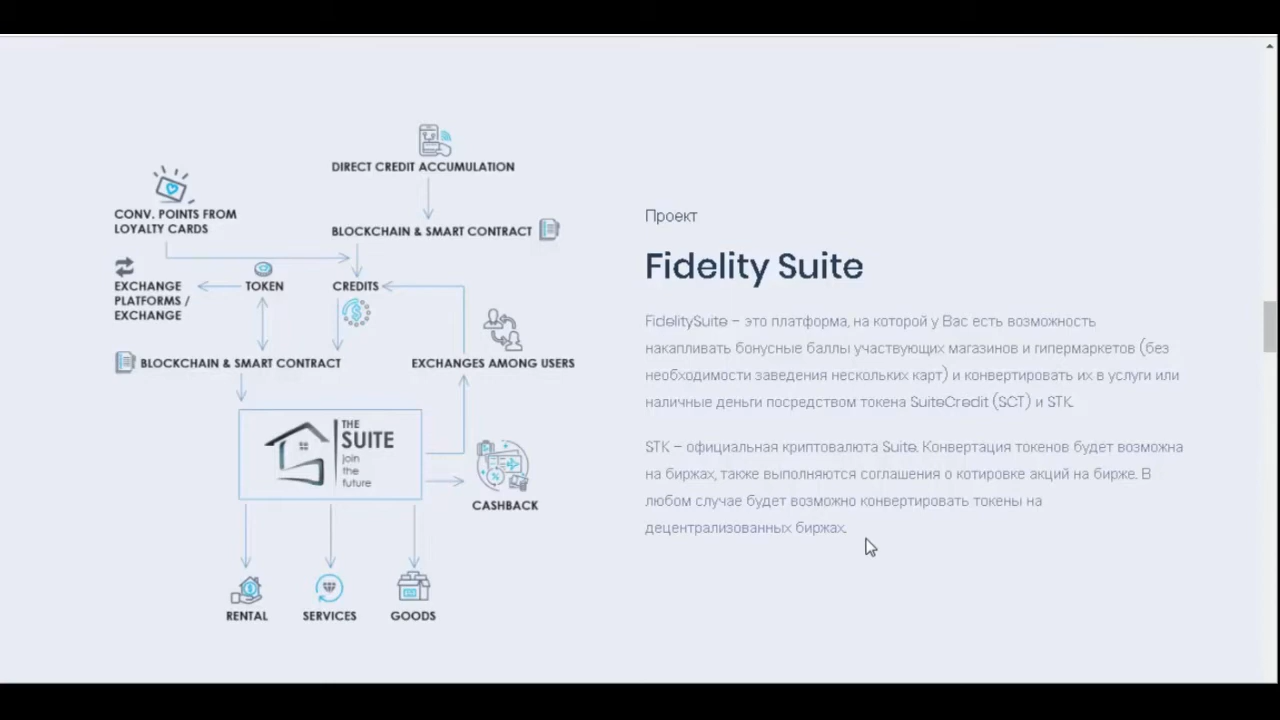 DIRECT CREDIT ACCUMULATION
CONV. POINTS FROM
LOYALTY CARDS
BLOCKCHAIN & SMART CONTRACT
EXCHANGE
PLATFORMS /
EXCHANGE
TOKEN
CREDITS
BLOCKCHAIN & SMART CONTRACT
EXCHANGES AMONG USERS
THE
SUITE
join
the
future
CASHBACK
RENTAL
SERVICES
GOODS
Проект
Fidelity Suite
FidelitySuite – это платформа, на которой у Вас есть возможность
накапливать бонусные баллы участвующих магазинов и гипермаркетов (без
необходимости заведения нескольких карт) и конвертировать их в услуги или
наличные деньги посредством токена SuiteCredit (SCT) и STK.
STK – официальная криптовалюта Suite. Конвертация токенов будет возможна
на биржах, также выполняются соглашения о котировке акций на бирже. В
любом случае будет возможно конвертировать токены на
децентрализованных биржах.